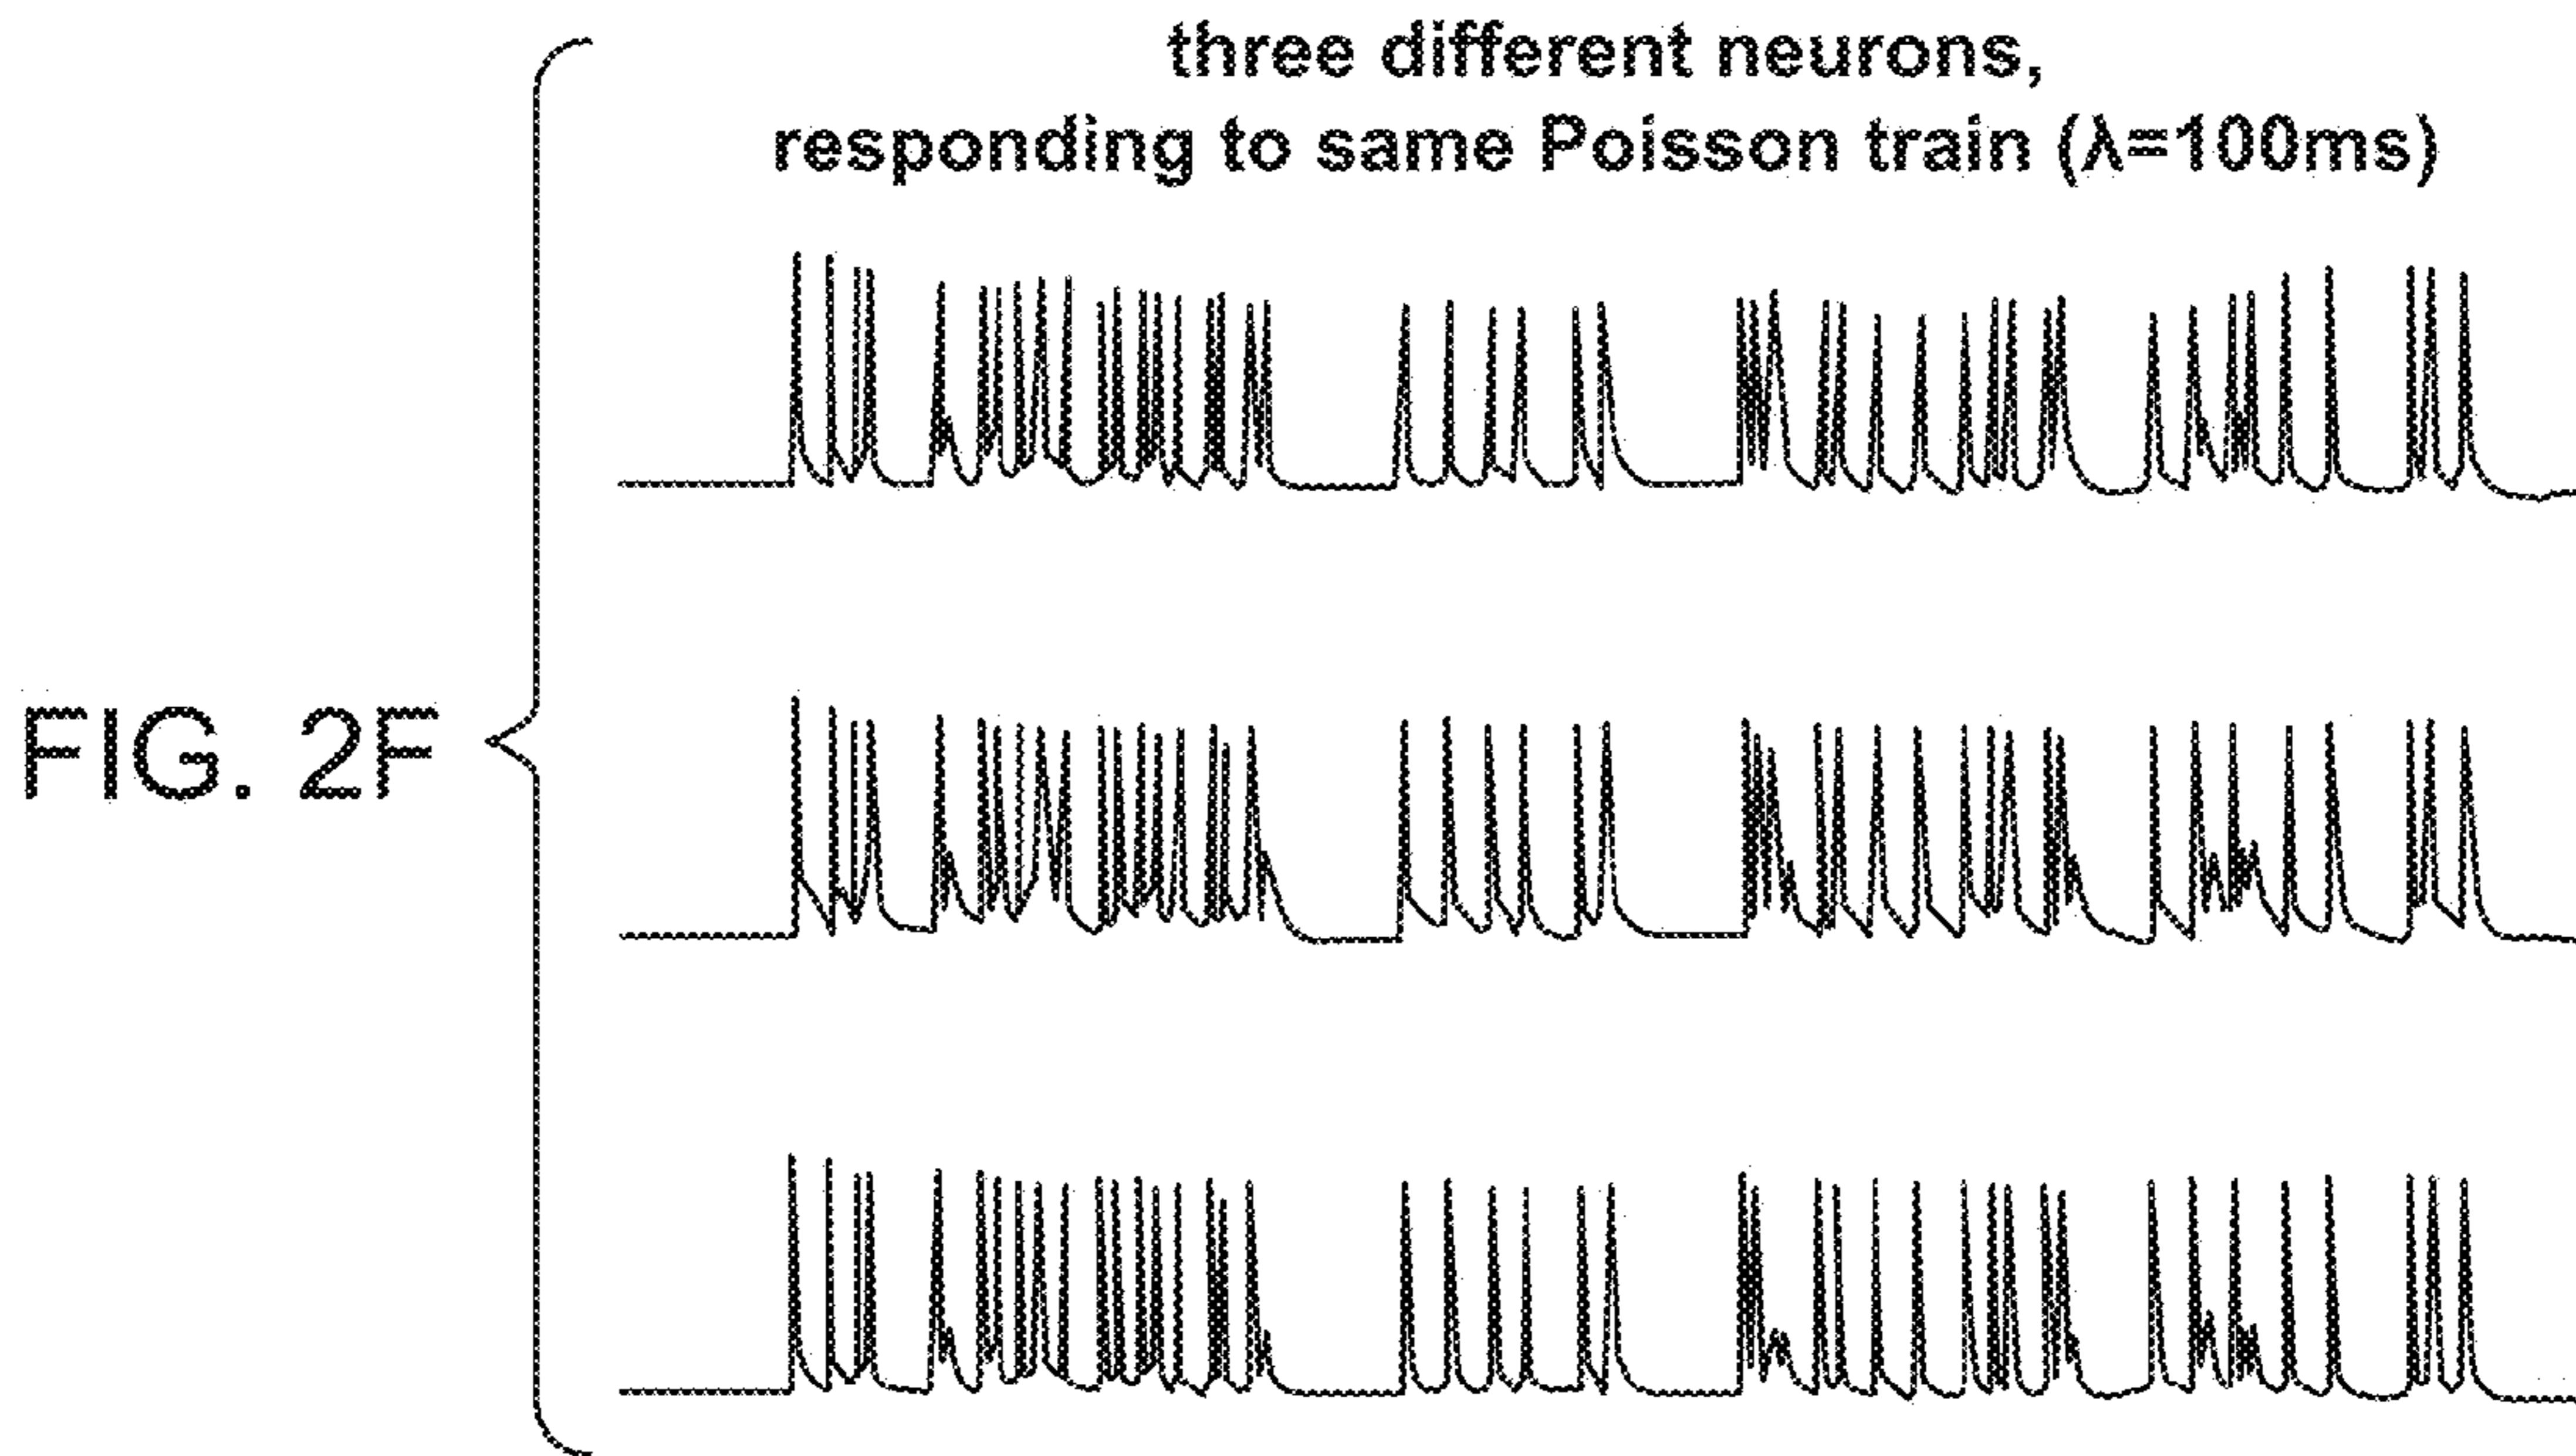 three different neurons,
responding to same Poisson train (λ=100ms)
FIG. 2F